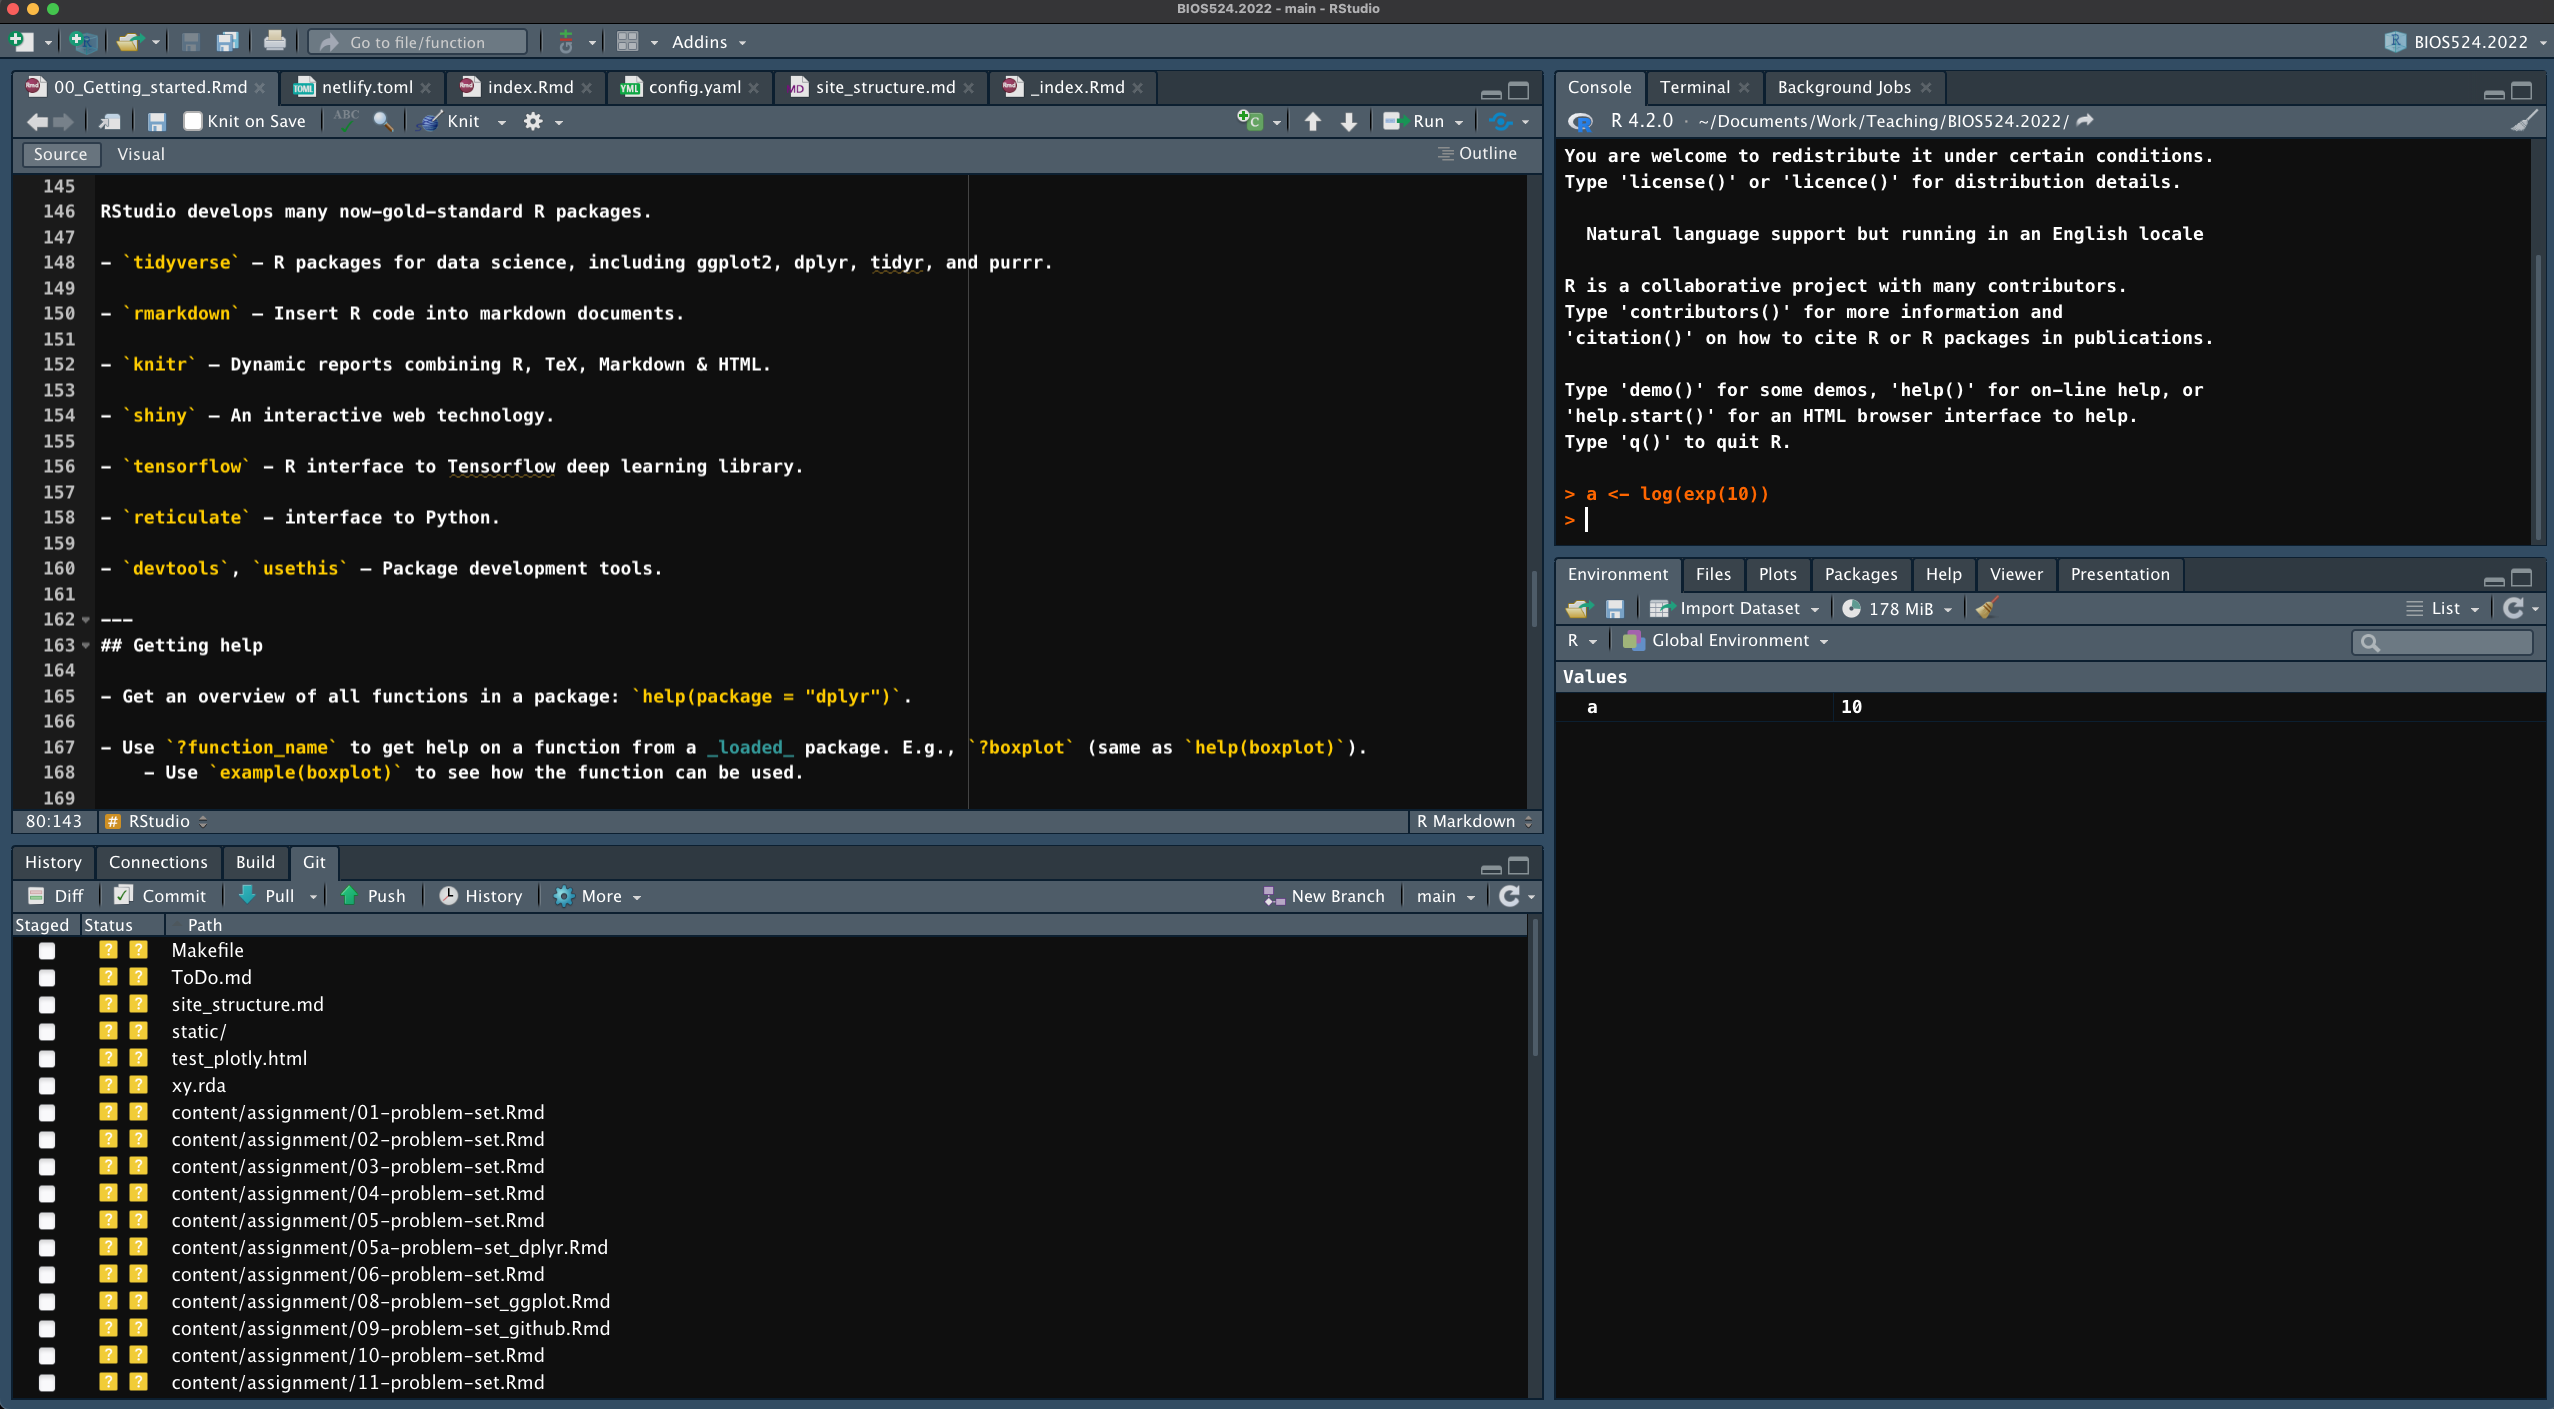 BIOS524.2022 - main - RStudio
Go to file/function
Addins
BIOS524.2022
00_Getting_started.Rmd
netlify.toml
index.Rmd
config.yaml
site_structure.md
_index.Rmd
Knit on Save
ABC
Knit
Run
Source
Visual
Outline
145
146 RStudio develops many now-gold-standard R packages.
147
148 - `tidyverse` - R packages for data science, including ggplot2, dplyr, tidyr, and purrr.
149
150 - `rmarkdown` - Insert R code into markdown documents.
151
152 - `knitr` - Dynamic reports combining R, TeX, Markdown & HTML.
153
154 - `shiny` - An interactive web technology.
155
156 - `tensorflow` - R interface to Tensorflow deep learning library.
157
158 - `reticulate` - interface to Python.
159
160 - `devtools`, `usethis` - Package development tools.
161
162 ---
163 ## Getting help
164
165 - Get an overview of all functions in a package: `help(package = "dplyr")`.
166
167 - Use `?function_name` to get help on a function from a _loaded_ package. E.g., `?boxplot` (same as `help(boxplot)`).
168     - Use `example(boxplot)` to see how the function can be used.
169
80:143
# RStudio
R Markdown
History
Connections
Build
Git
Diff
Commit
Pull
Push
History
More
New Branch
main
Staged Status Path
? ? Makefile
? ? ToDo.md
? ? site_structure.md
? ? static/
? ? test_plotly.html
? ? xy.rda
? ? content/assignment/01-problem-set.Rmd
? ? content/assignment/02-problem-set.Rmd
? ? content/assignment/03-problem-set.Rmd
? ? content/assignment/04-problem-set.Rmd
? ? content/assignment/05-problem-set.Rmd
? ? content/assignment/05a-problem-set_dplyr.Rmd
? ? content/assignment/06-problem-set.Rmd
? ? content/assignment/08-problem-set_ggplot.Rmd
? ? content/assignment/09-problem-set_github.Rmd
? ? content/assignment/10-problem-set.Rmd
? ? content/assignment/11-problem-set.Rmd
Console
Terminal
Background Jobs
R 4.2.0 · ~/Documents/Work/Teaching/BIOS524.2022/
You are welcome to redistribute it under certain conditions.
Type 'license()' or 'licence()' for distribution details.
Natural language support but running in an English locale
R is a collaborative project with many contributors.
Type 'contributors()' for more information and
'citation()' on how to cite R or R packages in publications.
Type 'demo()' for some demos, 'help()' for on-line help, or
'help.start()' for an HTML browser interface to help.
Type 'q()' to quit R.
> a <- log(exp(10))
>
Environment
Files
Plots
Packages
Help
Viewer
Presentation
Import Dataset
178 MiB
List
R
Global Environment
Values
a 10